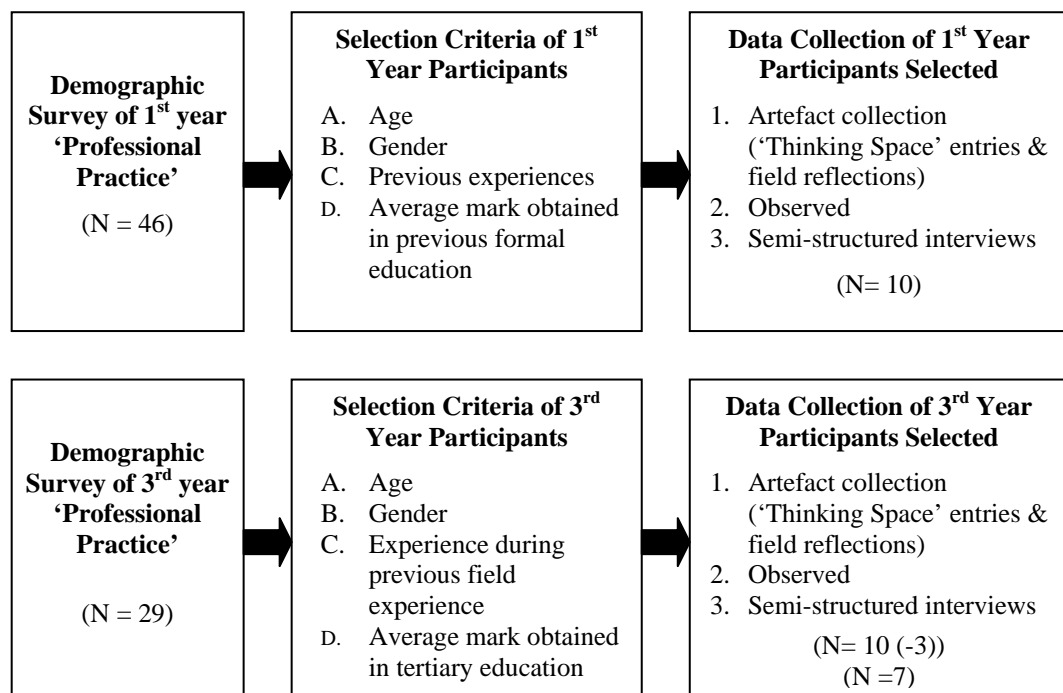 Demographic
Survey of 1st year
‘Professional
Practice’
(N = 46)
Selection Criteria of 1st
Year Participants
A. Age
B. Gender
C. Previous experiences
D. Average mark obtained
in previous formal
education
Data Collection of 1st Year
Participants Selected
1. Artefact collection
(‘Thinking Space’ entries &
field reflections)
2. Observed
3. Semi-structured interviews
(N= 10)
Demographic
Survey of 3rd year
‘Professional
Practice’
(N = 29)
Selection Criteria of 3rd
Year Participants
A. Age
B. Gender
C. Experience during
previous field
experience
D. Average mark obtained
in tertiary education
Data Collection of 3rd Year
Participants Selected
1. Artefact collection
(‘Thinking Space’ entries &
field reflections)
2. Observed
3. Semi-structured interviews
(N= 10 (-3))
(N =7)